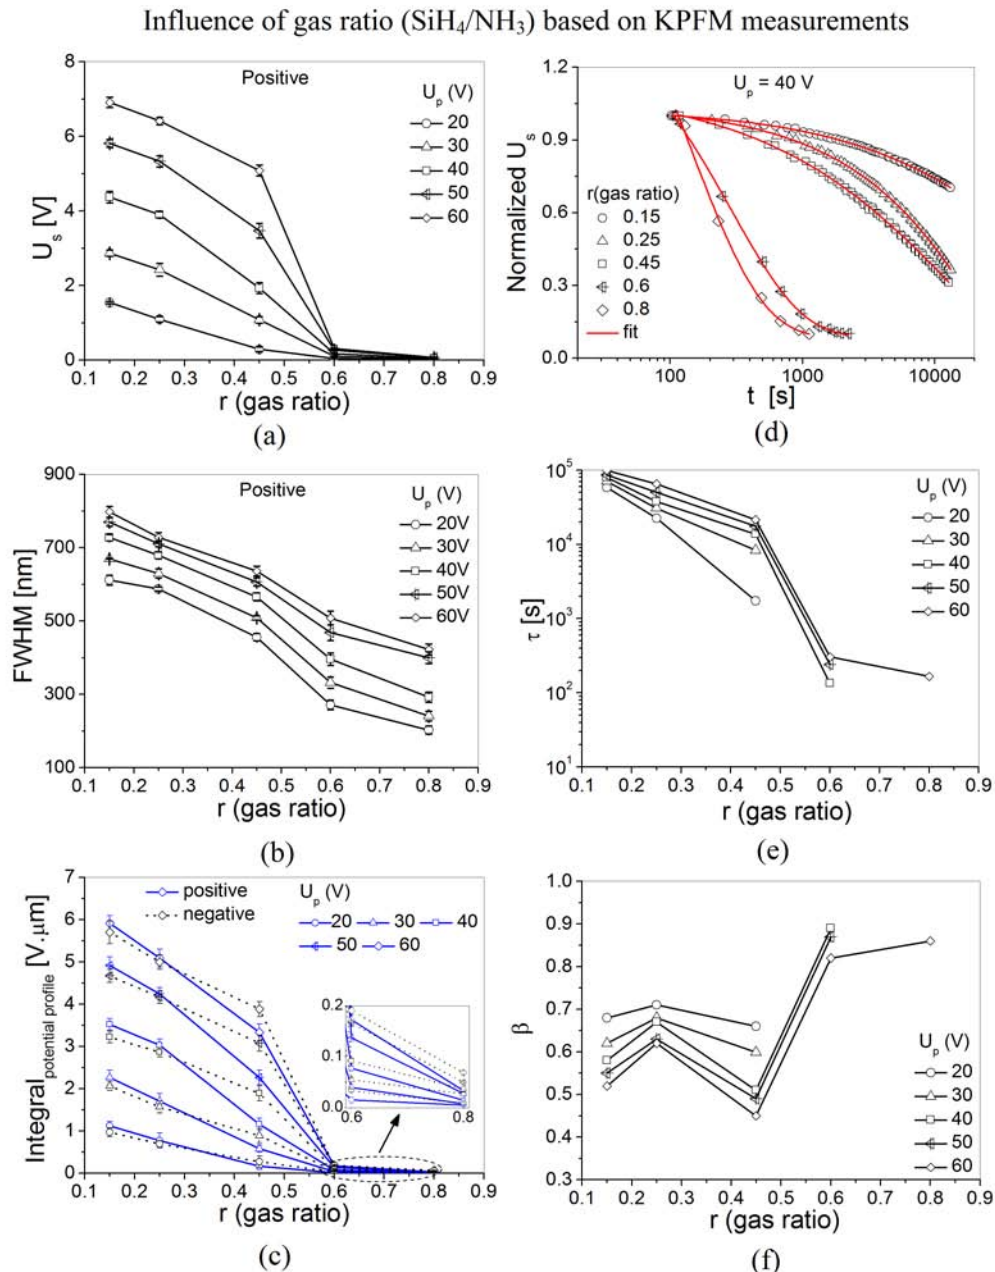 Influence of gas ratio (SiH₄/NH₃) based on KPFM measurements
8
6
4
2
0
Uₛ [V]
Positive
Uₚ (V)
20
30
40
50
60
0.1 0.2 0.3 0.4 0.5 0.6 0.7 0.8 0.9
r (gas ratio)
(a)
1.2
0.9
0.6
0.3
0.0
Normalized Uₛ
Uₚ = 40 V
r(gas ratio)
0.15
0.25
0.45
0.6
0.8
fit
100 1000 10000
t [s]
(d)
900
700
500
300
100
FWHM [nm]
Positive
Uₚ (V)
20V
30V
40V
50V
60V
0.1 0.2 0.3 0.4 0.5 0.6 0.7 0.8 0.9
r (gas ratio)
(b)
10⁵
10⁴
10³
10²
10¹
τ [s]
Uₚ (V)
20
30
40
50
60
0.1 0.2 0.3 0.4 0.5 0.6 0.7 0.8 0.9
r (gas ratio)
(e)
7
6
5
4
3
2
1
0
Integral potential profile [V.μm]
positive
negative
Uₚ (V)
20 30 40
50 60
0.2
0.1
0.0
0.6 0.8
0.1 0.2 0.3 0.4 0.5 0.6 0.7 0.8 0.9
r (gas ratio)
(c)
1.0
0.9
0.8
0.7
0.6
0.5
0.4
0.3
β
Uₚ (V)
20
30
40
50
60
0.1 0.2 0.3 0.4 0.5 0.6 0.7 0.8 0.9
r (gas ratio)
(f)